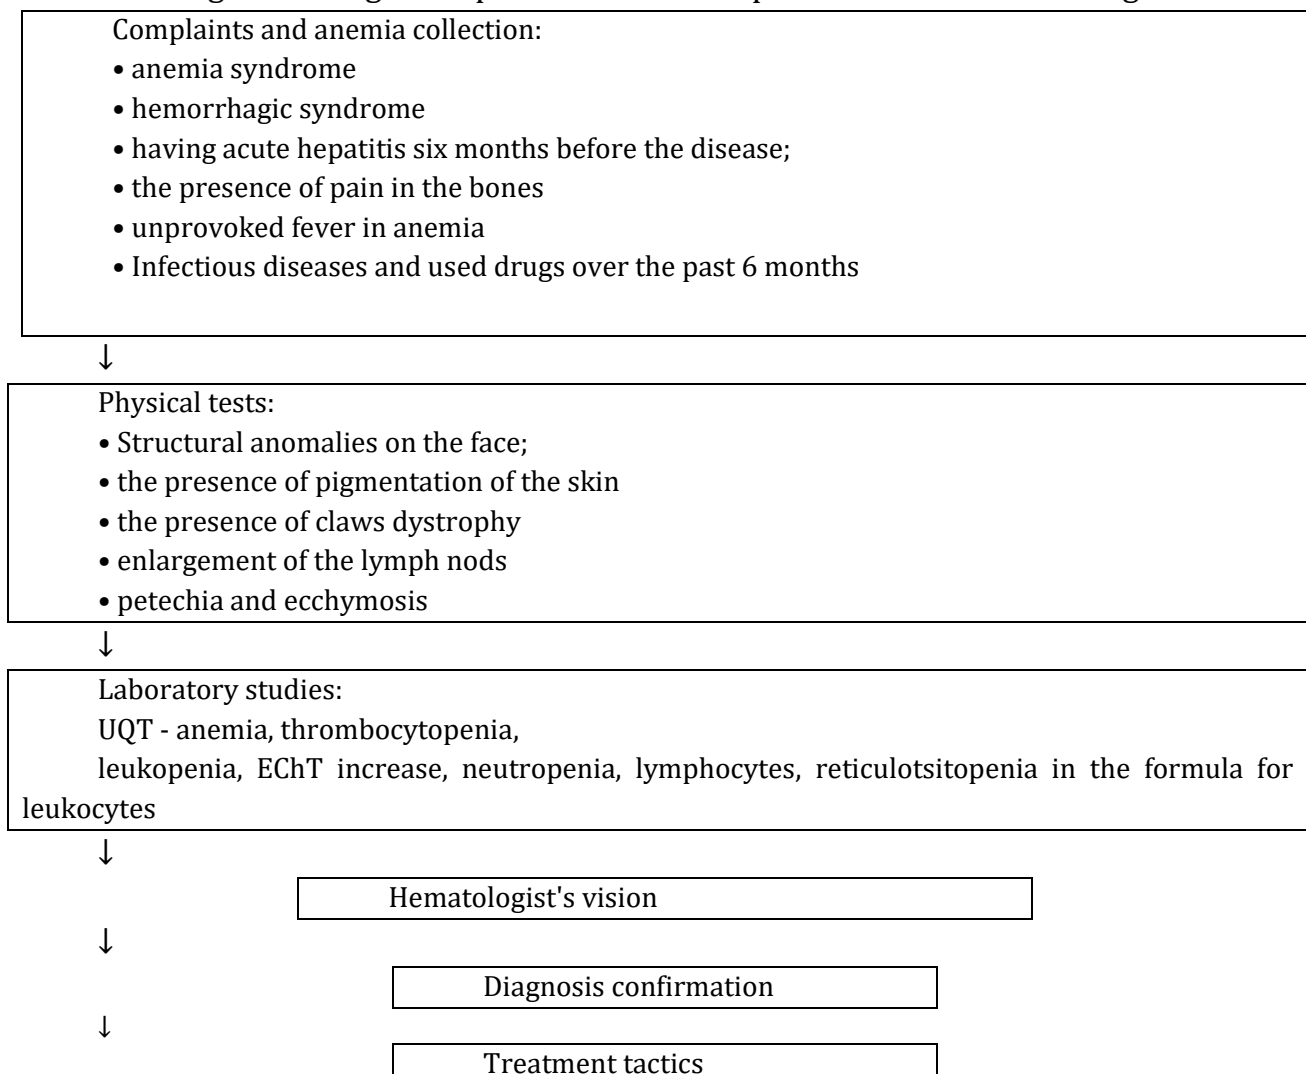 Complaints and anemia collection:
• anemia syndrome
• hemorrhagic syndrome
• having acute hepatitis six months before the disease;
• the presence of pain in the bones
• unprovoked fever in anemia
• Infectious diseases and used drugs over the past 6 months
↓
Physical tests:
• Structural anomalies on the face;
• the presence of pigmentation of the skin
• the presence of claws dystrophy
• enlargement of the lymph nods
• petechia and ecchymosis
↓
Laboratory studies:
UQT - anemia, thrombocytopenia,
leukopenia, EChT increase, neutropenia, lymphocytes, reticulotsitopenia in the formula for
leukocytes
↓
Hematologist's vision
↓
Diagnosis confirmation
↓
Treatment tactics